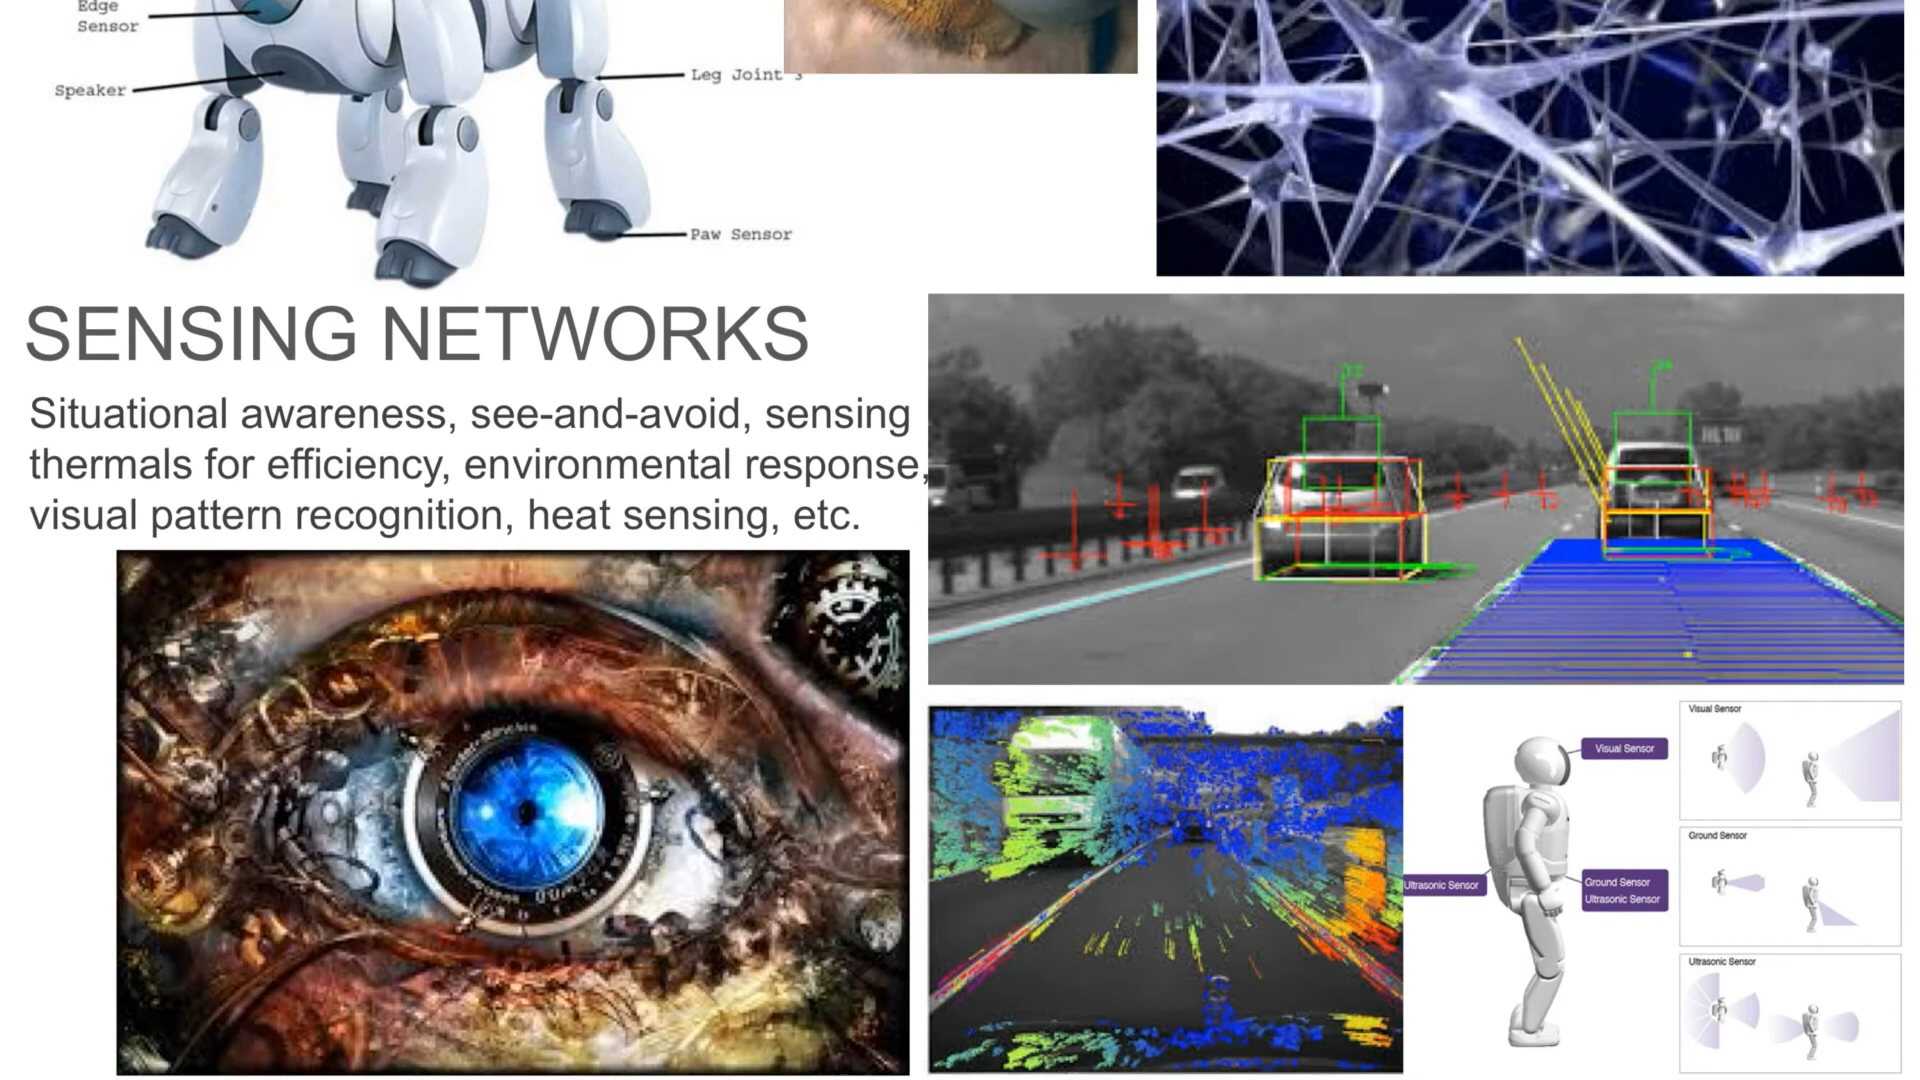 Edge
Sensor
Speaker
Leg Joint 3
Paw Sensor
SENSING NETWORKS
Situational awareness, see-and-avoid, sensing
thermals for efficiency, environmental response,
visual pattern recognition, heat sensing, etc.
Visual Sensor
Ultrasonic Sensor
Ground Sensor
Ultrasonic Sensor
Visual Sensor
Ground Sensor
Ultrasonic Sensor